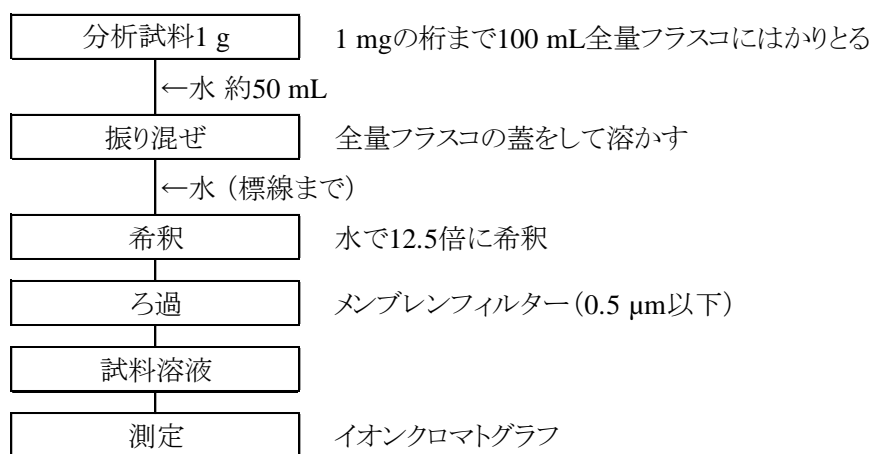 分析試料1 g 1 mgの桁まで100 mL全量フラスコにはかりとる
←水 約50 mL
振り混ぜ 全量フラスコの蓋をして溶かす
←水（標線まで）
希釈 水で12.5倍に希釈
ろ過 メンブレンフィルター（0.5 µm以下）
試料溶液
測定 イオンクロマトグラフ